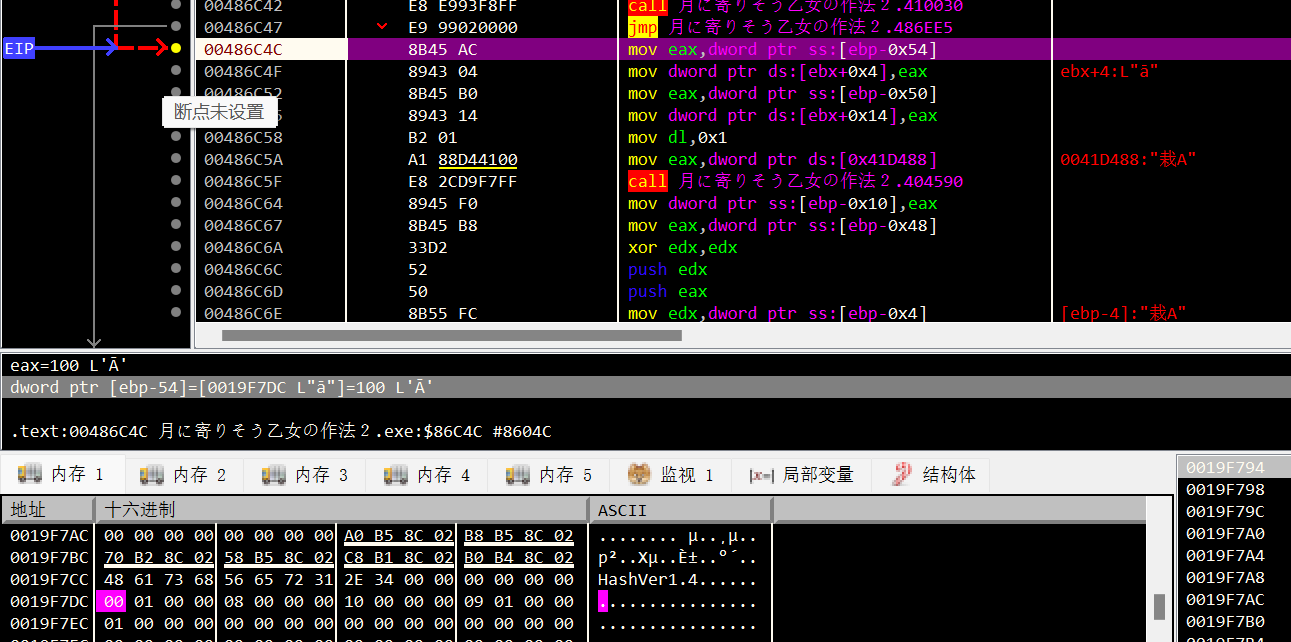 00486C42 E8 E993F8FF call 月に寄りそう乙女の作法２.410030
00486C47 E9 99020000 jmp 月に寄りそう乙女の作法２.486EE5
EIP 00486C4C 8B45 AC mov eax,dword ptr ss:[ebp-0x54]
00486C4F 8943 04 mov dword ptr ds:[ebx+0x4],eax ebx+4:L"ā"
00486C52 8B45 B0 mov eax,dword ptr ss:[ebp-0x50]
断点未设置 8943 14 mov dword ptr ds:[ebx+0x14],eax
00486C58 B2 01 mov dl,0x1
00486C5A A1 88D44100 mov eax,dword ptr ds:[0x41D488] 0041D488:"栽A"
00486C5F E8 2CD9F7FF call 月に寄りそう乙女の作法２.404590
00486C64 8945 F0 mov dword ptr ss:[ebp-0x10],eax
00486C67 8B45 B8 mov eax,dword ptr ss:[ebp-0x48]
00486C6A 33D2 xor edx,edx
00486C6C 52 push edx
00486C6D 50 push eax
00486C6E 8B55 FC mov edx,dword ptr ss:[ebp-0x4] [ebp-4]:"栽A"
eax=100 L'Ā'
dword ptr [ebp-54]=[0019F7DC L"ā"]=100 L'Ā'
.text:00486C4C 月に寄りそう乙女の作法２.exe:$86C4C #8604C
内存 1 内存 2 内存 3 内存 4 内存 5 监视 1 |x=| 局部变量 结构体
地址 十六进制 ASCII
0019F7AC 00 00 00 00 00 00 00 00 A0 B5 8C 02 B8 B5 8C 02 ........ µ..¸µ..
0019F7BC 70 B2 8C 02 58 B5 8C 02 C8 B1 8C 02 B0 B4 8C 02 p²..Xµ..È±..°´..
0019F7CC 48 61 73 68 56 65 72 31 2E 34 00 00 00 00 00 00 HashVer1.4......
0019F7DC 00 01 00 00 08 00 00 00 10 00 00 00 09 01 00 00 ................
0019F7EC 01 00 00 00 00 00 00 00 00 00 00 00 00 00 00 00 ................
0019F794
0019F798
0019F79C
0019F7A0
0019F7A4
0019F7A8
0019F7AC
0019F7B0